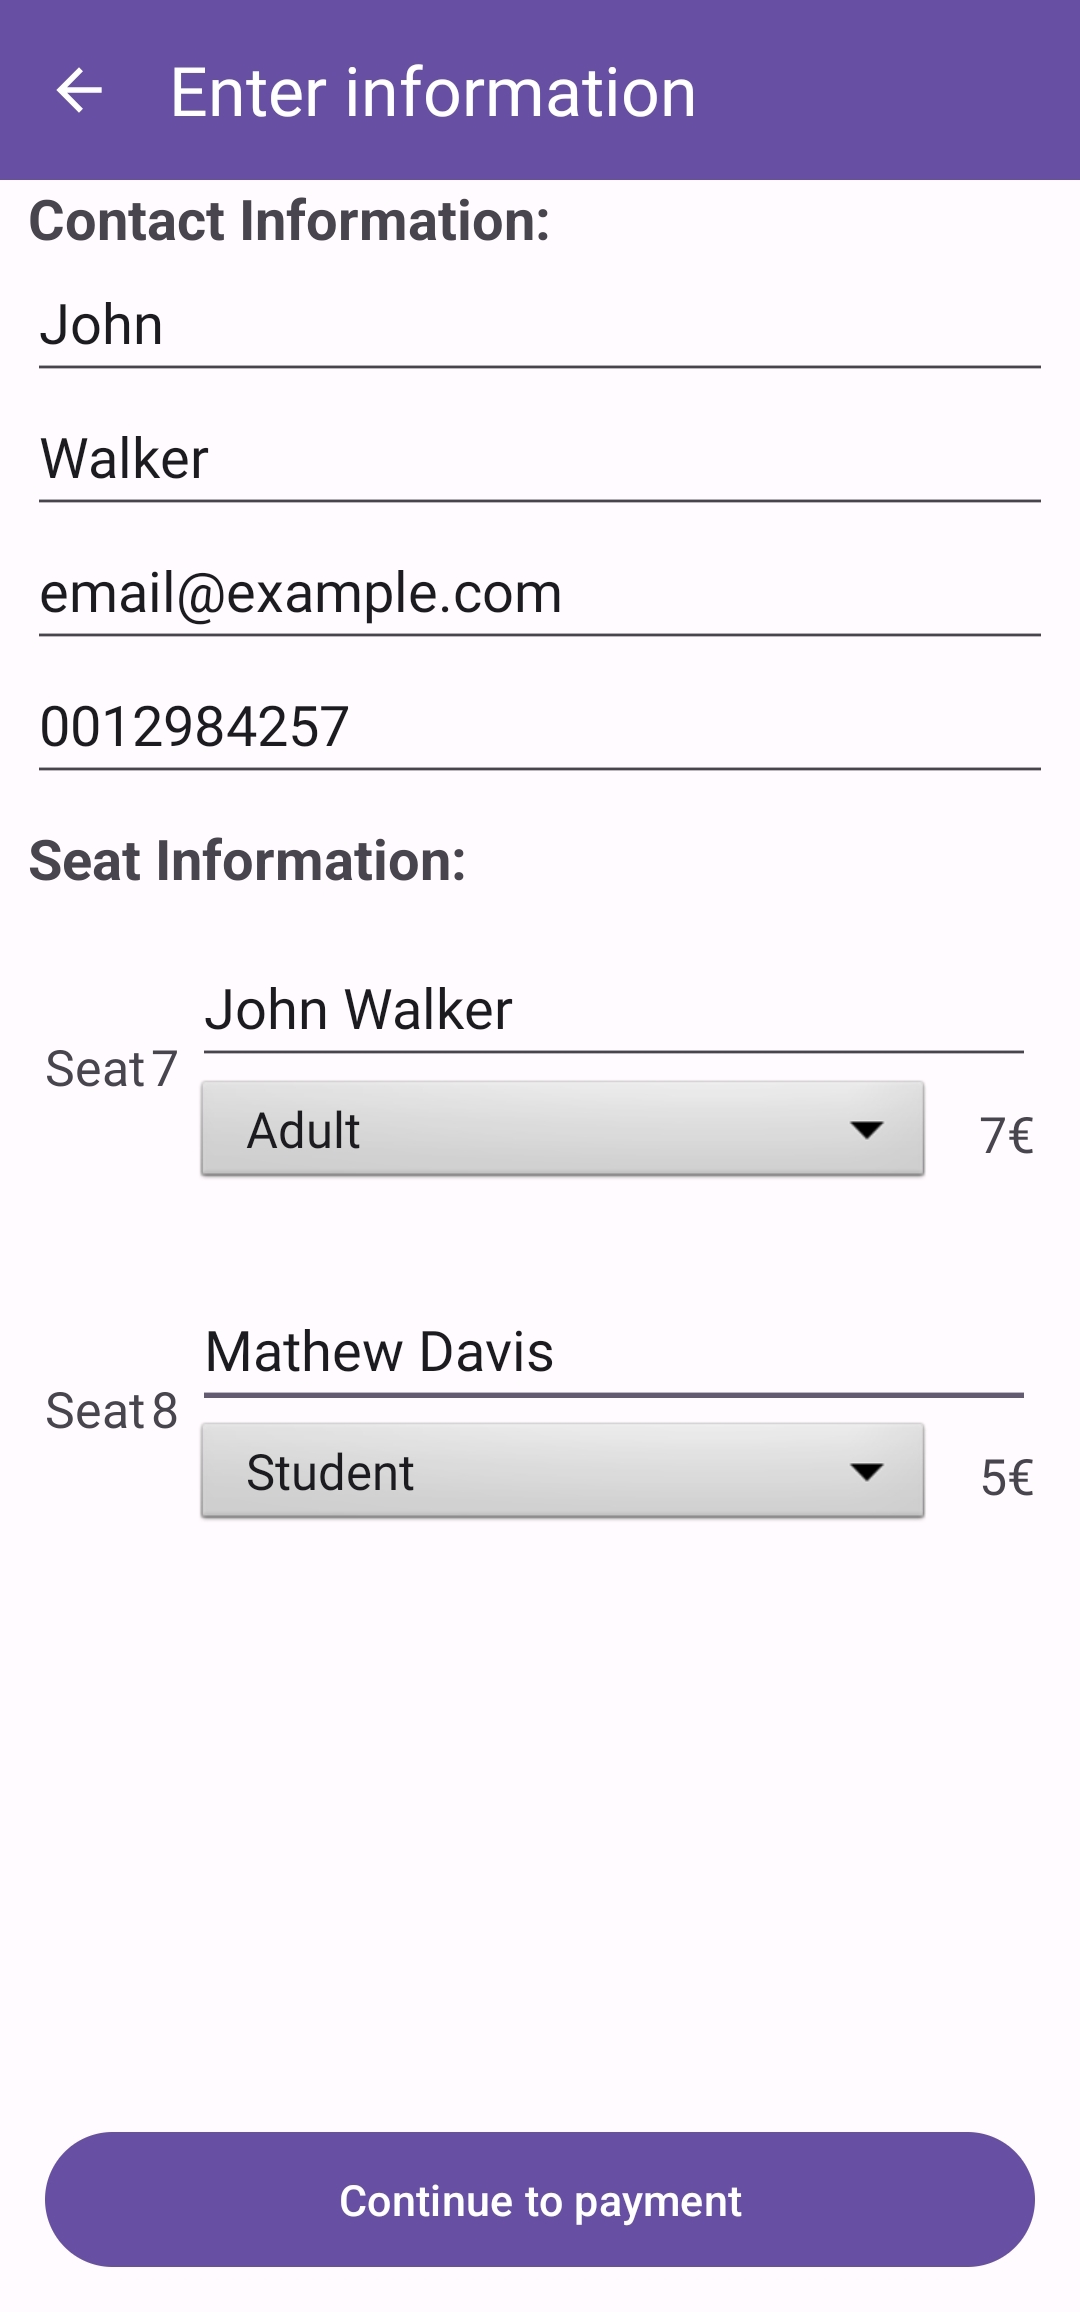 Enter information
Contact Information:
John
Walker
email@example.com
0012984257
Seat Information:
John Walker
Seat 7
Adult
7€
Mathew Davis
Seat 8
Student
5€
Continue to payment